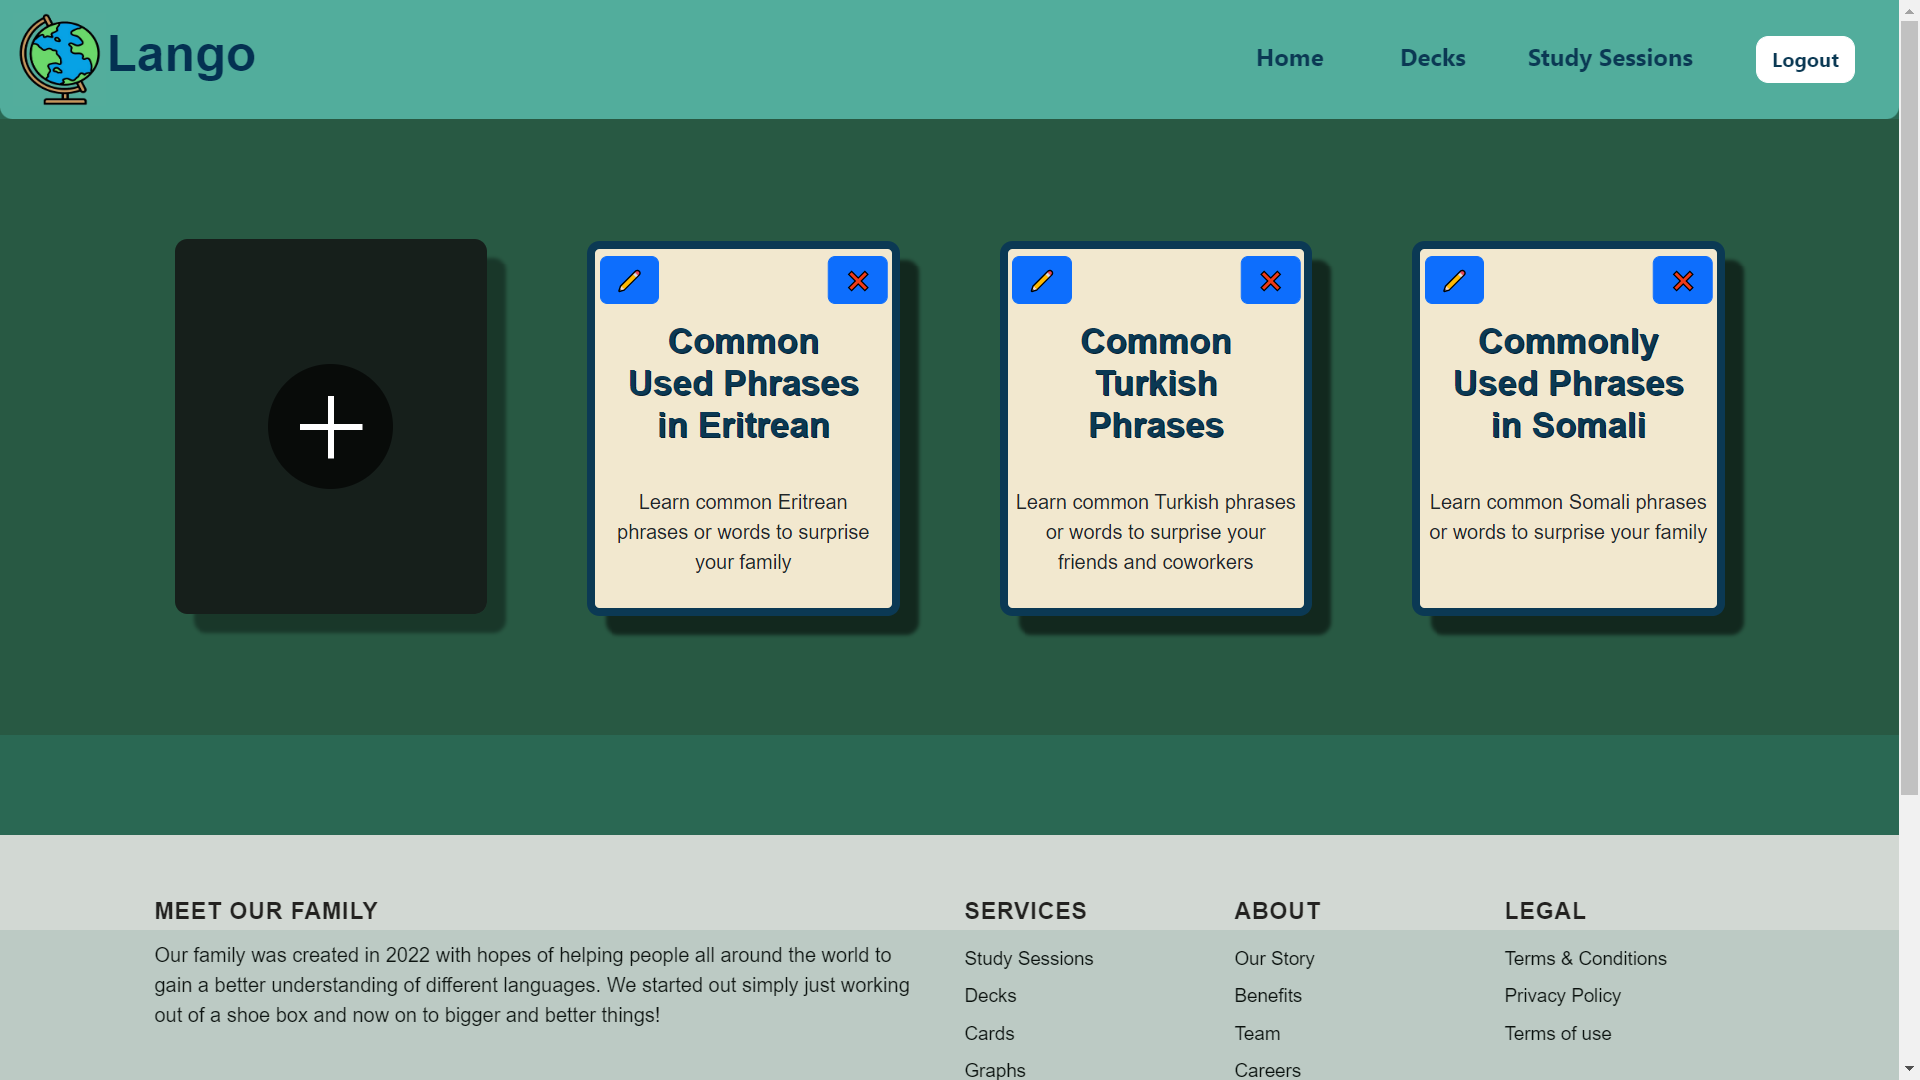 Lango
Home
Decks
Study Sessions
Logout
Common
Used Phrases
in Eritrean
Learn common Eritrean
phrases or words to surprise
your family
Common
Turkish
Phrases
Learn common Turkish phrases
or words to surprise your
friends and coworkers
Commonly
Used Phrases
in Somali
Learn common Somali phrases
or words to surprise your family
MEET OUR FAMILY
Our family was created in 2022 with hopes of helping people all around the world to
gain a better understanding of different languages. We started out simply just working
out of a shoe box and now on to bigger and better things!
SERVICES
Study Sessions
Decks
Cards
Graphs
ABOUT
Our Story
Benefits
Team
Careers
LEGAL
Terms & Conditions
Privacy Policy
Terms of use